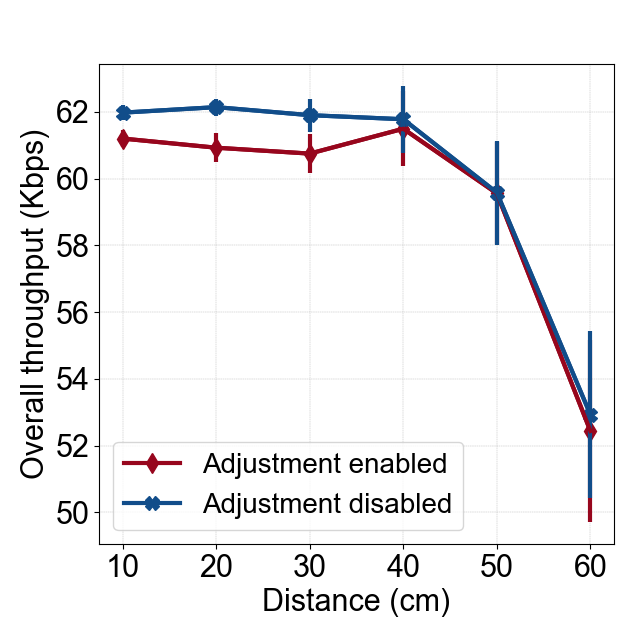 Overall throughput (Kbps)
62
60
58
56
54
52
50
Adjustment enabled
Adjustment disabled
10 20 30 40 50 60
Distance (cm)